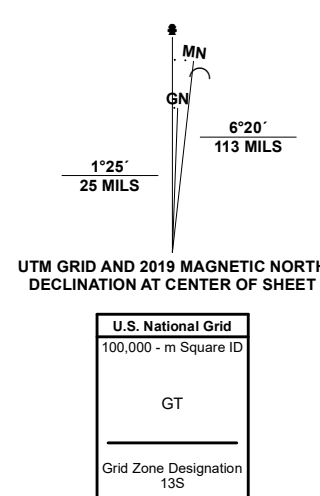 MN
GN
6°20´
113 MILS
1°25´
25 MILS
UTM GRID AND 2019 MAGNETIC NORTH
DECLINATION AT CENTER OF SHEET
U.S. National Grid
100,000 - m Square ID
GT
Grid Zone Designation
13S